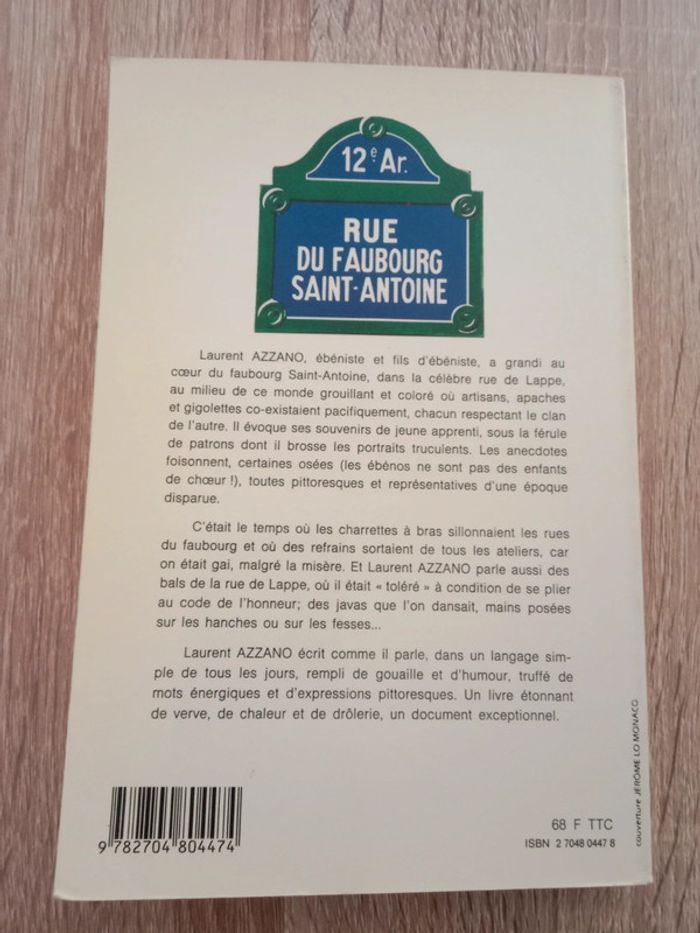 12e Ar.
RUE
DU FAUBOURG
SAINT-ANTOINE
Laurent AZZANO, ébéniste et fils d'ébéniste, a grandi au
cœur du faubourg Saint-Antoine, dans la célèbre rue de Lappe,
au milieu de ce monde grouillant et coloré où artisans, apaches
et gigolettes co-existaient pacifiquement, chacun respectant le clan
de l'autre. Il évoque ses souvenirs de jeune apprenti, sous la férule
de patrons dont il brosse les portraits truculents. Les anecdotes
foisonnent, certaines osées (les ébénos ne sont pas des enfants
de chœur !), toutes pittoresques et représentatives d'une époque
disparue.
C'était le temps où les charrettes à bras sillonnaient les rues
du faubourg et où des refrains sortaient de tous les ateliers, car
on était gai, malgré la misère. Et Laurent AZZANO parle aussi des
bals de la rue de Lappe, où il était « toléré » à condition de se plier
au code de l'honneur; des javas que l'on dansait, mains posées
sur les hanches ou sur les fesses...
Laurent AZZANO écrit comme il parle, dans un langage sim-
ple de tous les jours, rempli de gouaille et d'humour, truffé de
mots énergiques et d'expressions pittoresques. Un livre étonnant
de verve, de chaleur et de drôlerie, un document exceptionnel.
couverture JERÔME LO MONACO
9 782704 804474
68 F TTC
ISBN 2 7048 0447 8